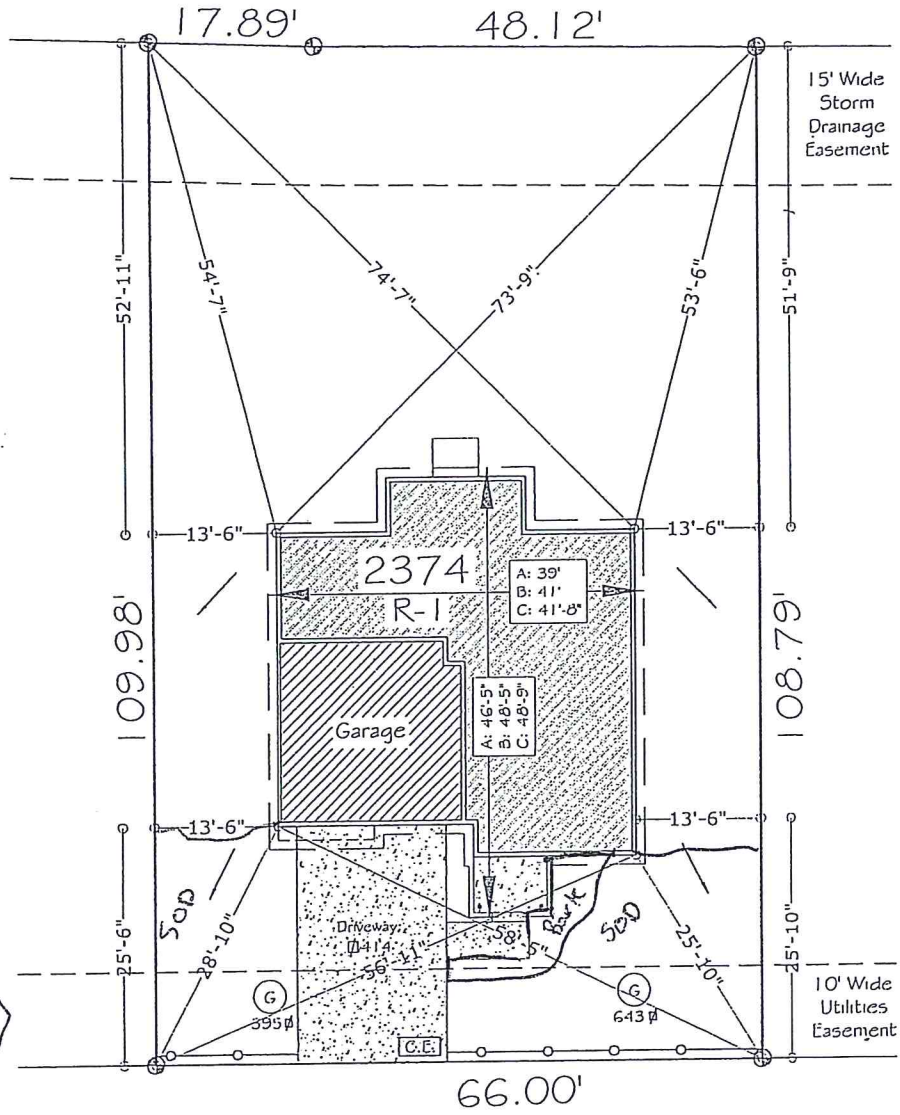 17.89'
48.12'
15' Wide
Storm
Drainage
Easement
52'-11"
54'-7"
74'-7"
73'-9"
53'-6"
51'-9"
13'-6"
13'-6"
2374
R-1
A: 39'
B: 41'
C: 41'-8"
109.98'
108.79'
A: 46'-5"
B: 48'-5"
C: 48'-9"
Garage
13'-6"
13'-6"
SOD
Bark
SOD
Driveway
414
25'-6"
28'-10"
56'-11"
58'-5"
25'-10"
25'-10"
G
395
G
643
10' Wide
Utilities
Easement
C.E.
66.00'